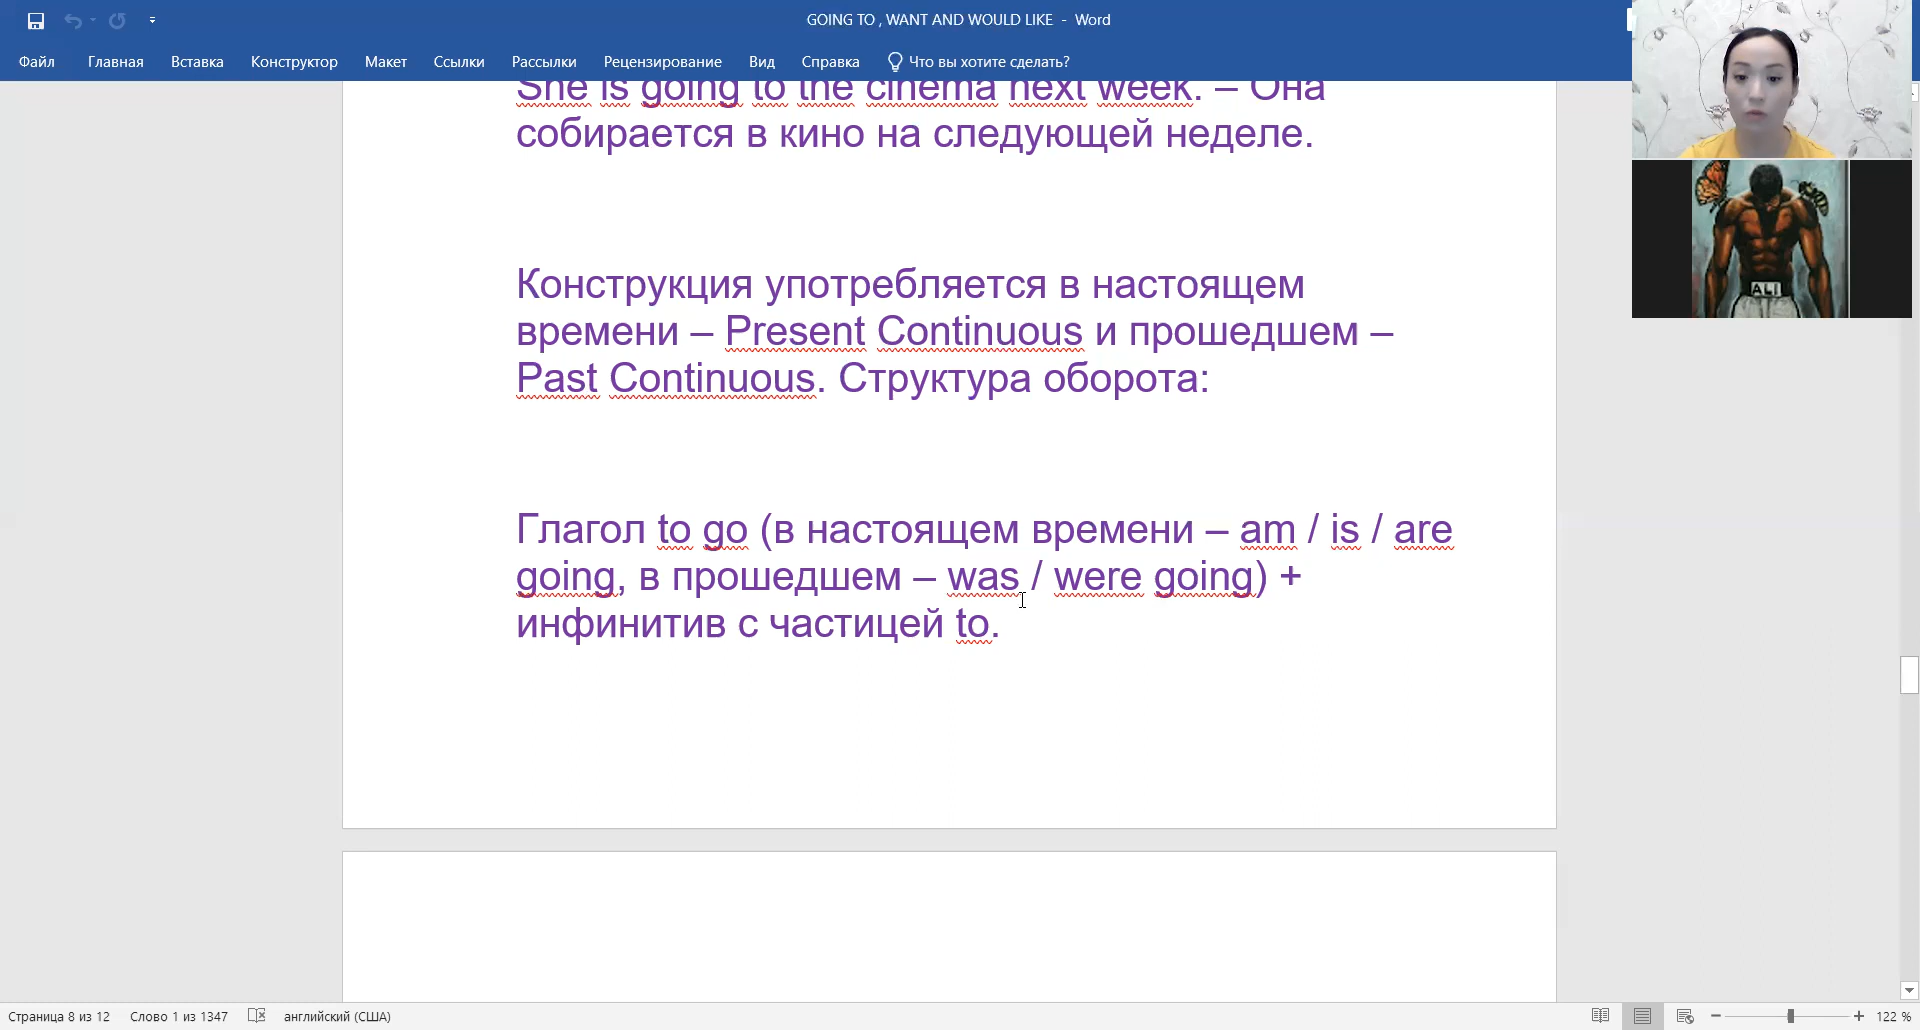 GOING TO , WANT AND WOULD LIKE - Word
Файл Главная Вставка Конструктор Макет Ссылки Рассылки Рецензирование Вид Справка Что вы хотите сделать?
She is going to the cinema next week. – Она
собирается в кино на следующей неделе.
ALI
Конструкция употребляется в настоящем
времени – Present Continuous и прошедшем –
Past Continuous. Структура оборота:
Глагол to go (в настоящем времени – am / is / are
going, в прошедшем – was / were going) +
инфинитив с частицей to.
Страница 8 из 12 Слово 1 из 1347 английский (США) 122 %